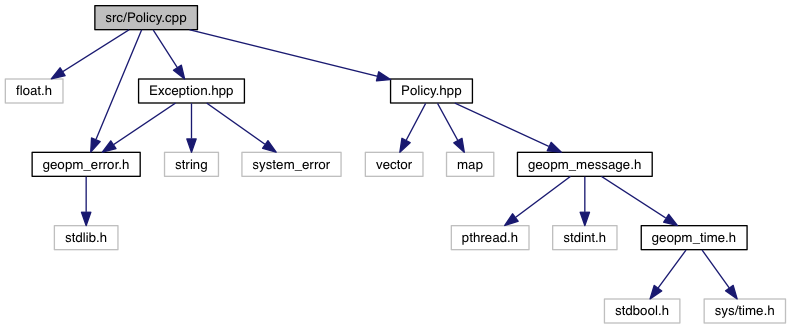 src/Policy.cpp
float.h
Exception.hpp
Policy.hpp
geopm_error.h
string
system_error
vector
map
geopm_message.h
stdlib.h
pthread.h
stdint.h
geopm_time.h
stdbool.h
sys/time.h